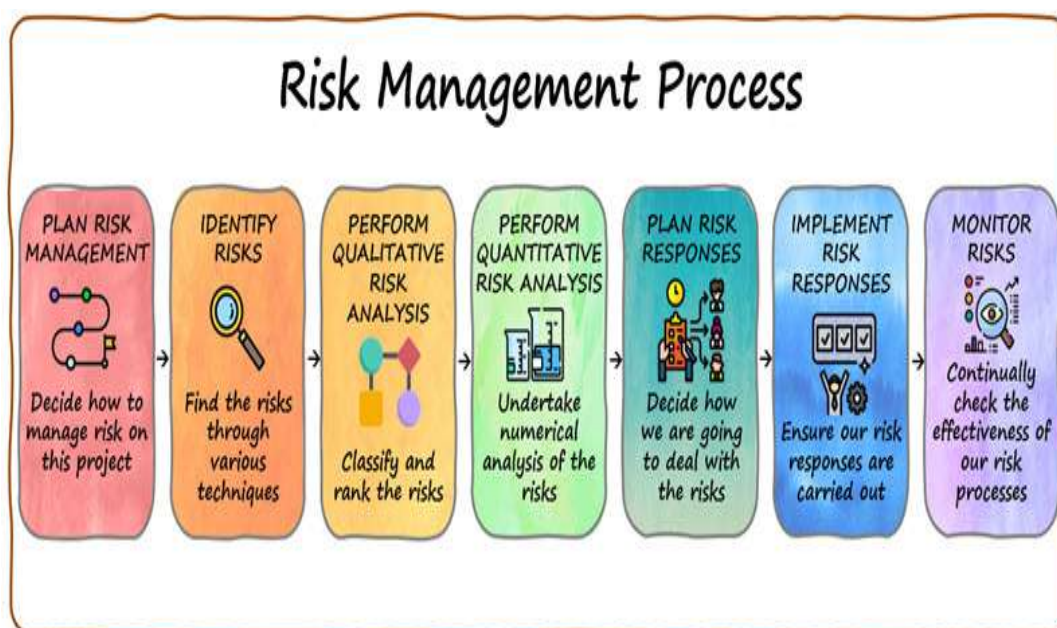 Risk Management Process
PLAN RISK
MANAGEMENT
Decide how to
manage risk on
this project
IDENTIFY
RISKS
Find the risks
through
various
techniques
PERFORM
QUALITATIVE
RISK
ANALYSIS
Classify and
rank the risks
PERFORM
QUANTITATIVE
RISK ANALYSIS
Undertake
numerical
analysis of the
risks
PLAN RISK
RESPONSES
Decide how
we are going
to deal with
the risks
IMPLEMENT
RISK
RESPONSES
Ensure our risk
responses are
carried out
MONITOR
RISKS
Continually
check the
effectiveness of
our risk
processes